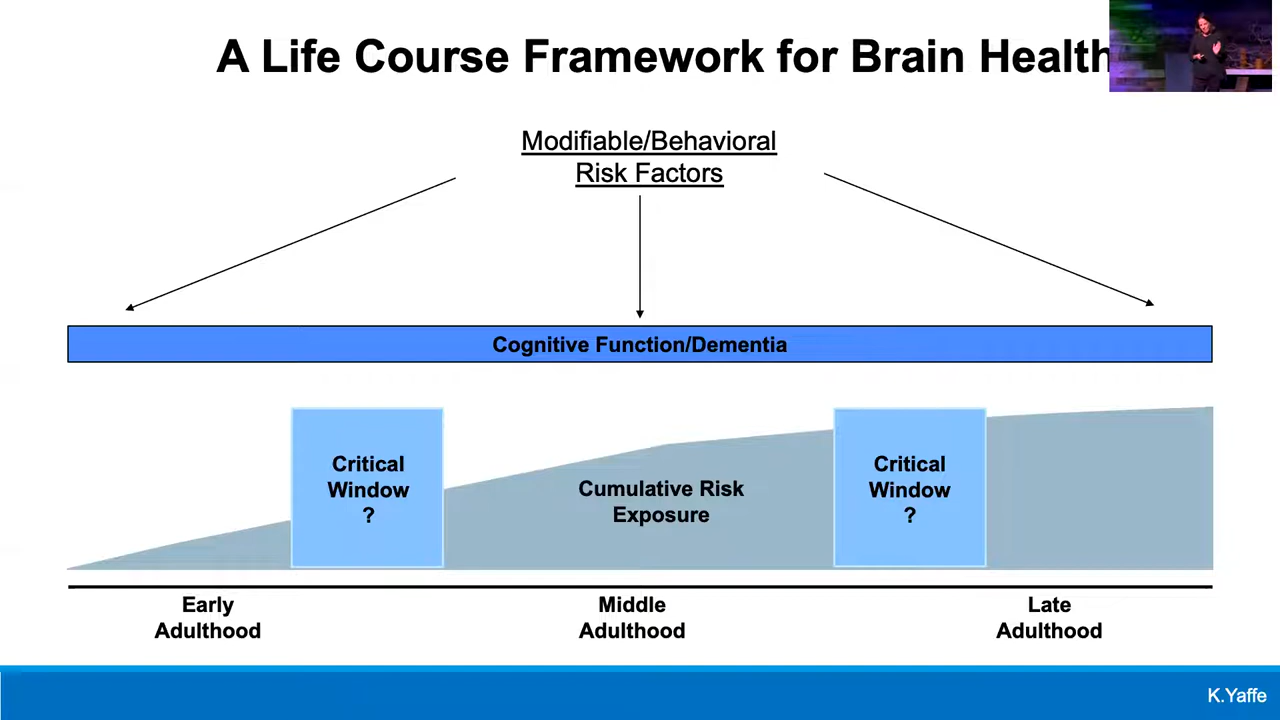 A Life Course Framework for Brain Health
Modifiable/Behavioral
Risk Factors
Cognitive Function/Dementia
Critical
Window
?
Cumulative Risk
Exposure
Critical
Window
?
Early
Adulthood
Middle
Adulthood
Late
Adulthood
K.Yaffe